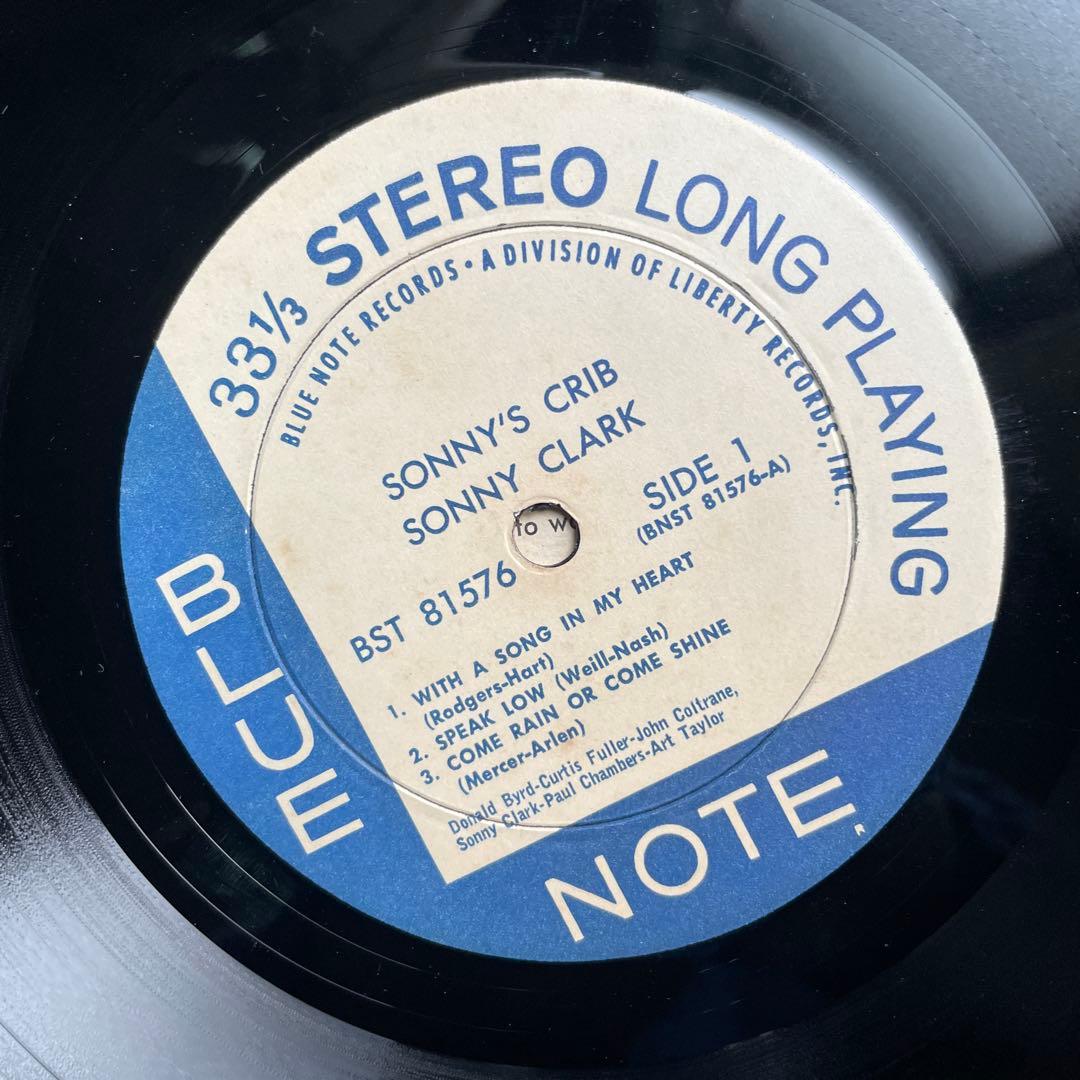 33⅓ STEREO LONG PLAYING
BLUE NOTE RECORDS • A DIVISION OF LIBERTY RECORDS, INC.
SONNY'S CRIB
SONNY CLARK
SIDE 1
BST 81576
(BNST 81576-A)
to
1. WITH A SONG IN MY HEART
(Rodgers-Hart)
2. SPEAK LOW (Weill-Nash)
3. COME RAIN OR COME SHINE
(Mercer-Arlen)
Donald Byrd-Curtis Fuller-John Coltrane,
Sonny Clark-Paul Chambers-Art Taylor
BLUE
NOTE
R